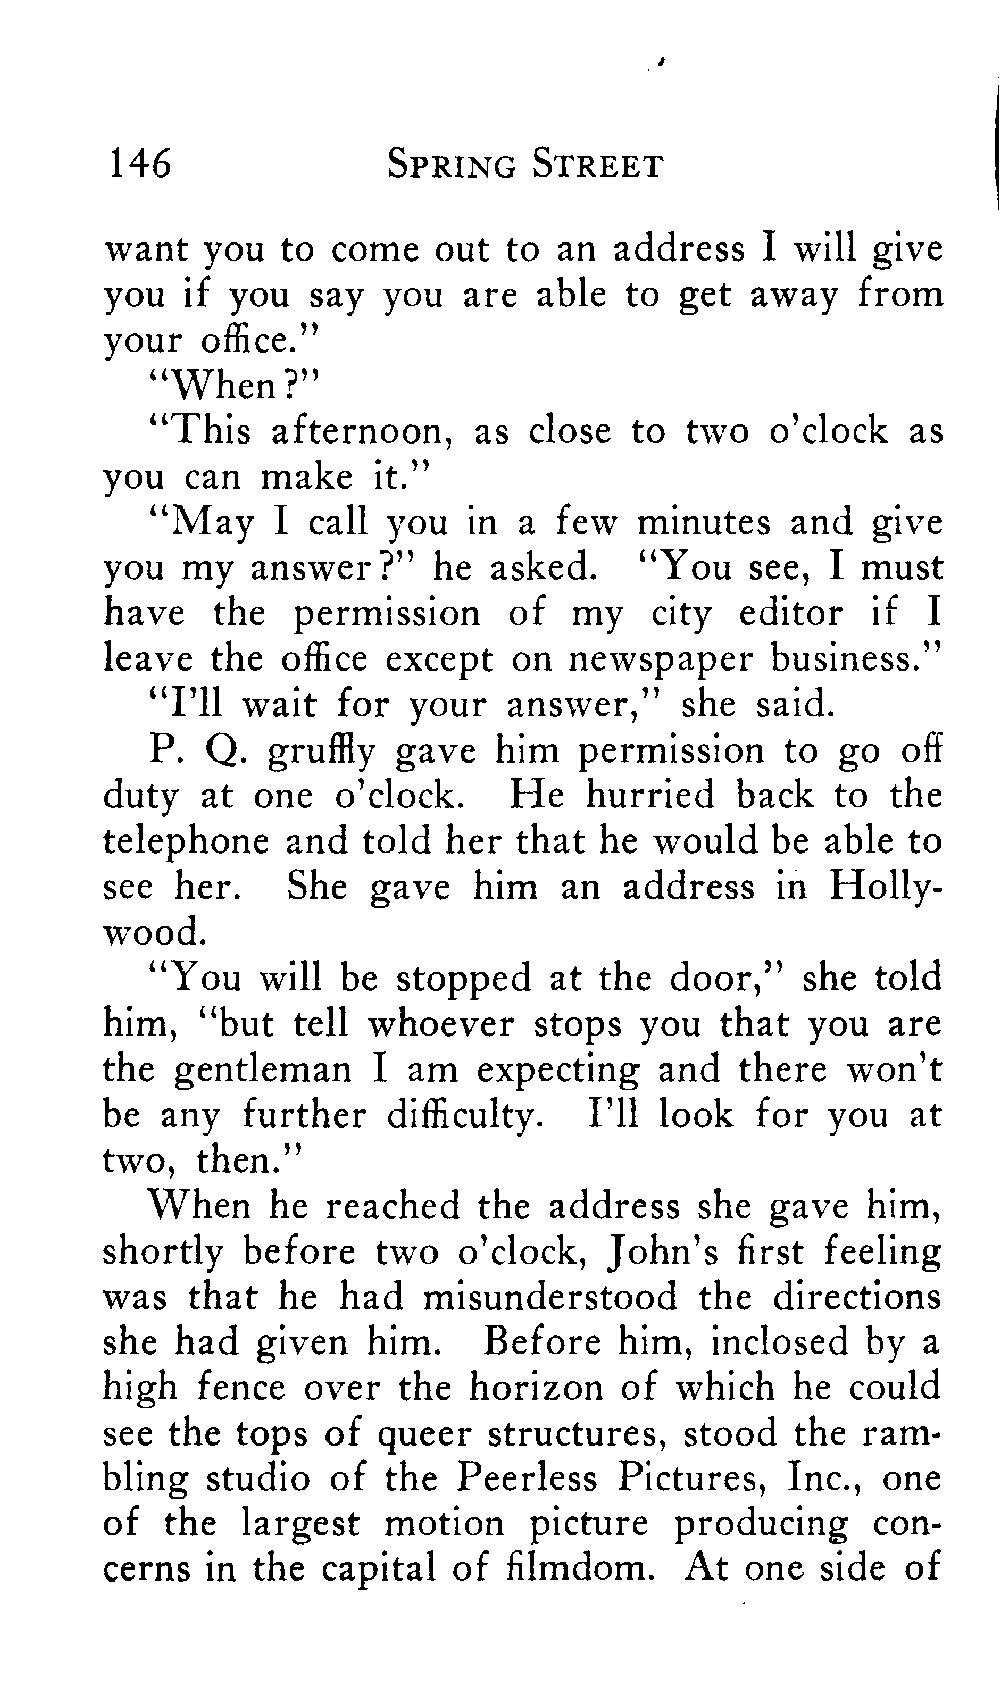 146 SPRING STREET
want you to come out to an address I will give
you if you say you are able to get away from
your office."
"When?"
"This afternoon, as close to two o'clock as
you can make it."
"May I call you in a few minutes and give
you my answer?" he asked. "You see, I must
have the permission of my city editor if I
leave the office except on newspaper business."
"I'll wait for your answer," she said.
P. Q. gruffly gave him permission to go off
duty at one o'clock. He hurried back to the
telephone and told her that he would be able to
see her. She gave him an address in Holly-
wood.
"You will be stopped at the door," she told
him, "but tell whoever stops you that you are
the gentleman I am expecting and there won't
be any further difficulty. I'll look for you at
two, then."
When he reached the address she gave him,
shortly before two o'clock, John's first feeling
was that he had misunderstood the directions
she had given him. Before him, inclosed by a
high fence over the horizon of which he could
see the tops of queer structures, stood the ram-
bling studio of the Peerless Pictures, Inc., one
of the largest motion picture producing con-
cerns in the capital of filmdom. At one side of